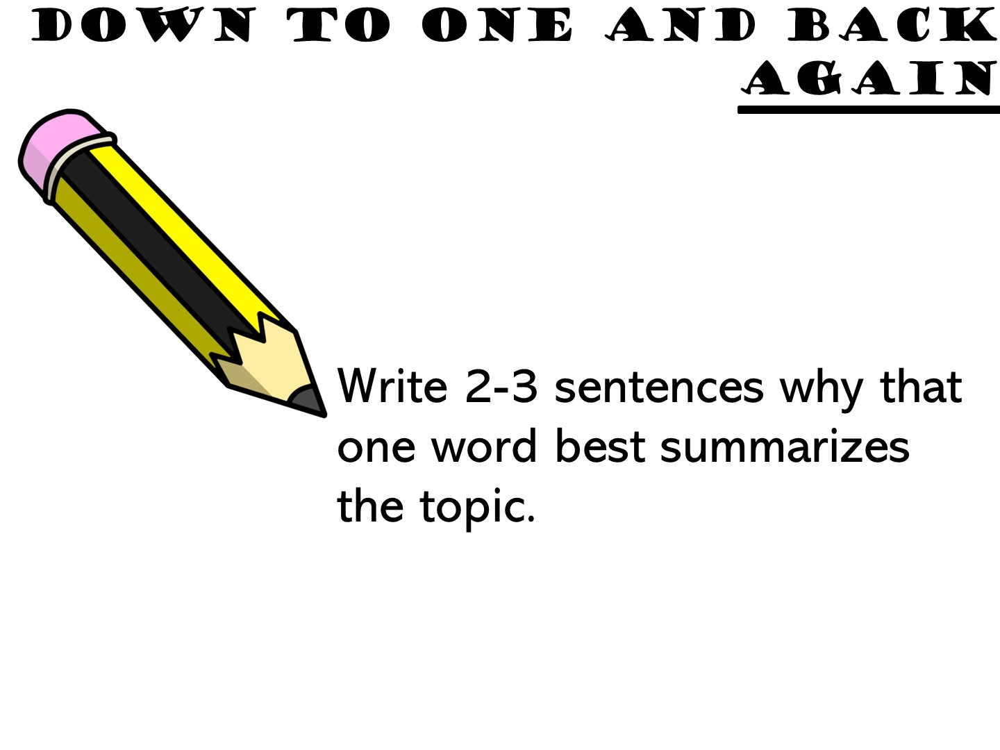 DOWN TO ONE AND BACK
AGAIN
Write 2-3 sentences why that
one word best summarizes
the topic.